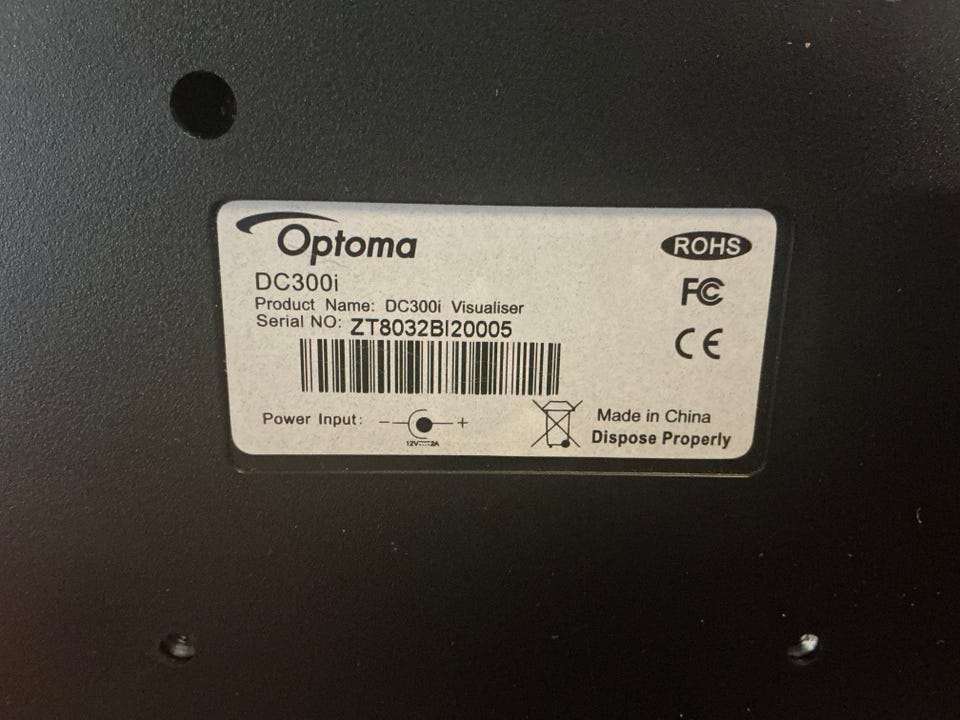 Optoma
DC300i
Product Name: DC300i Visualiser
Serial NO: ZT8032BI20005
Power Input: − +
12V⎓2A
ROHS
FC
CE
Made in China
Dispose Properly